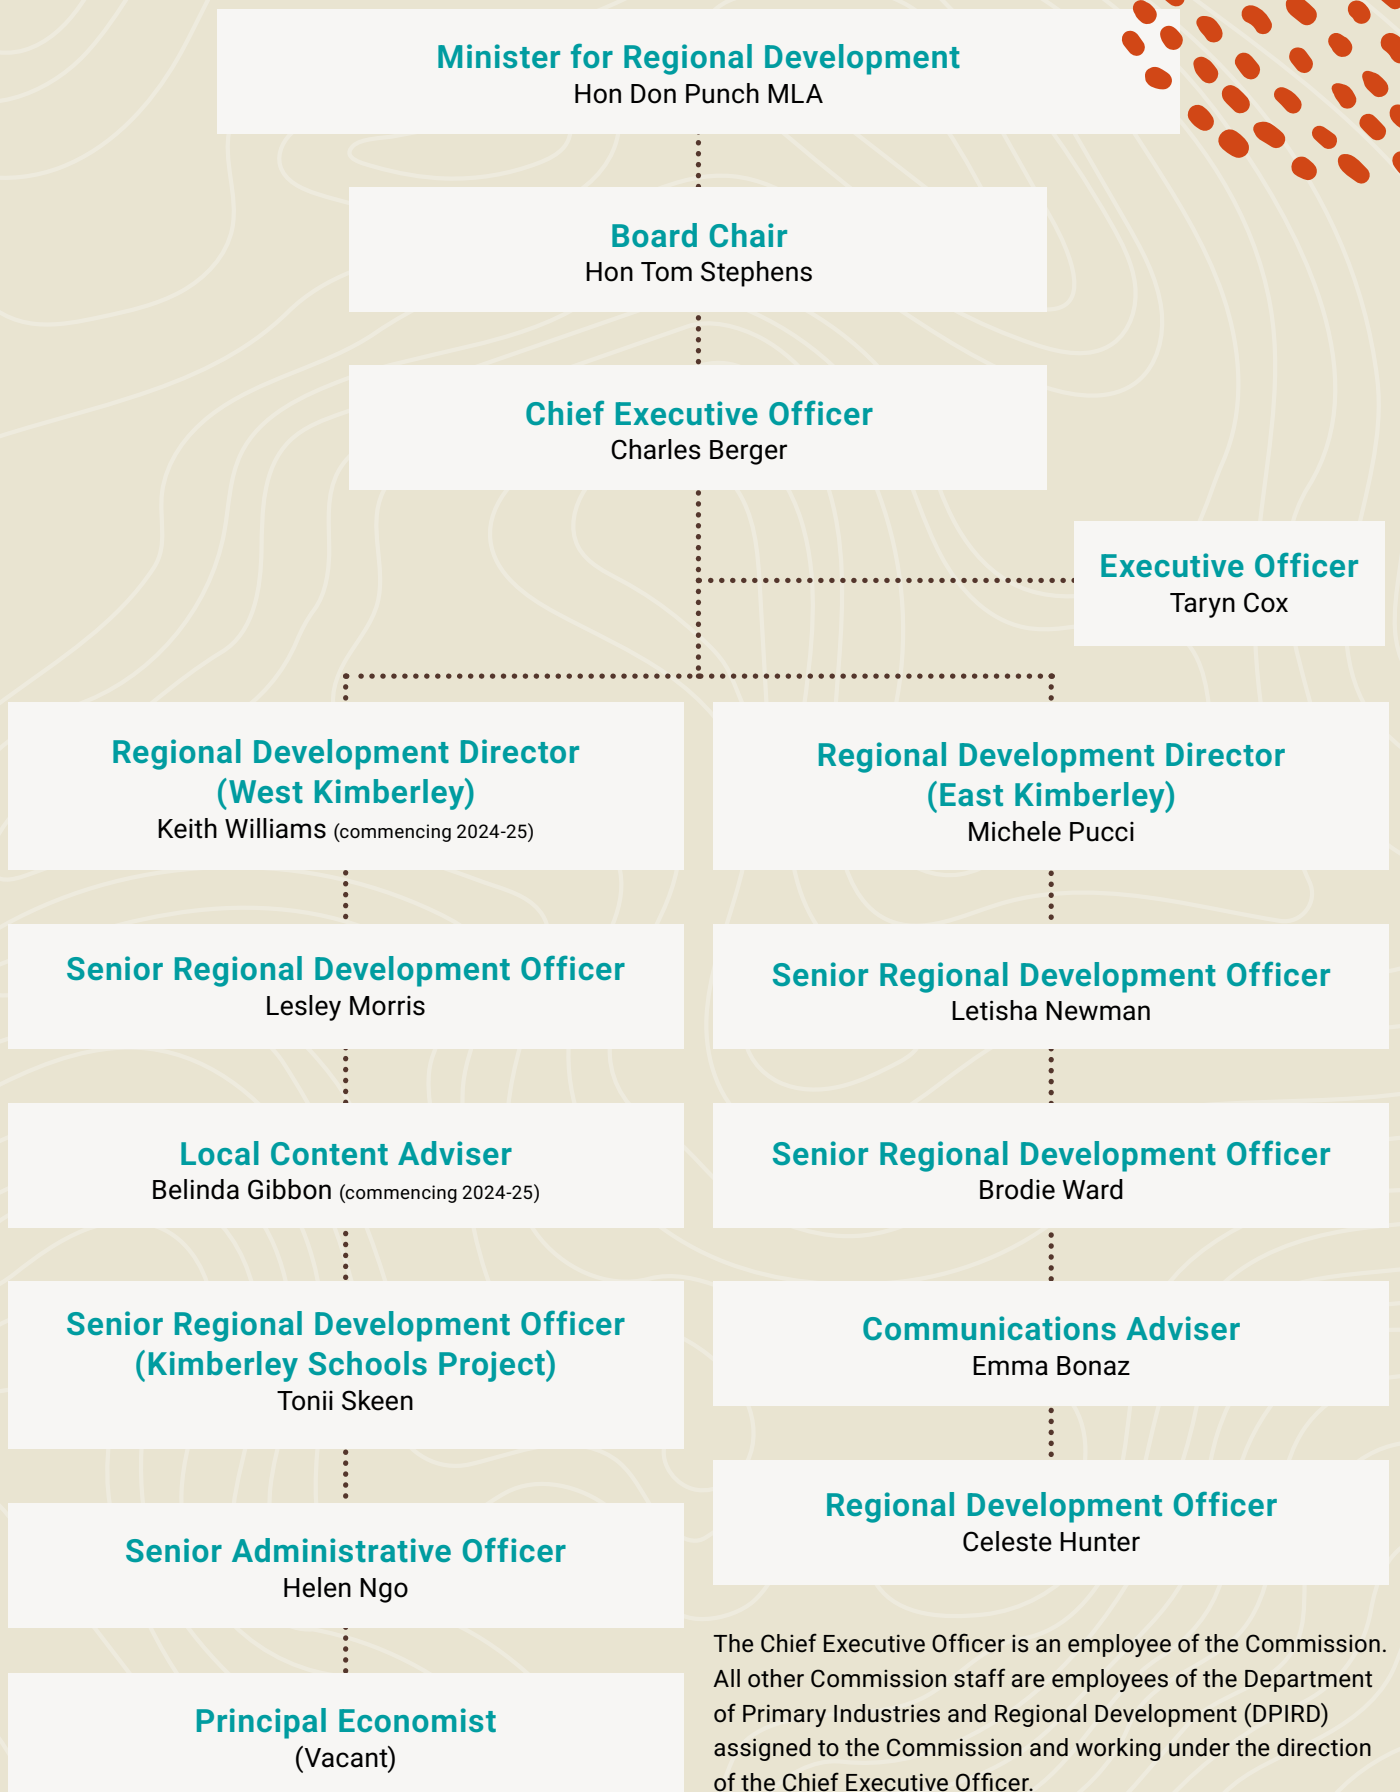 Minister for Regional Development
Hon Don Punch MLA
Board Chair
Hon Tom Stephens
Chief Executive Officer
Charles Berger
Executive Officer
Taryn Cox
Regional Development Director
(West Kimberley)
Keith Williams (commencing 2024-25)
Senior Regional Development Officer
Lesley Morris
Local Content Adviser
Belinda Gibbon (commencing 2024-25)
Senior Regional Development Officer
(Kimberley Schools Project)
Tonii Skeen
Senior Administrative Officer
Helen Ngo
Principal Economist
(Vacant)
Regional Development Director
(East Kimberley)
Michele Pucci
Senior Regional Development Officer
Letisha Newman
Senior Regional Development Officer
Brodie Ward
Communications Adviser
Emma Bonaz
Regional Development Officer
Celeste Hunter
The Chief Executive Officer is an employee of the Commission.
All other Commission staff are employees of the Department
of Primary Industries and Regional Development (DPIRD)
assigned to the Commission and working under the direction
of the Chief Executive Officer.